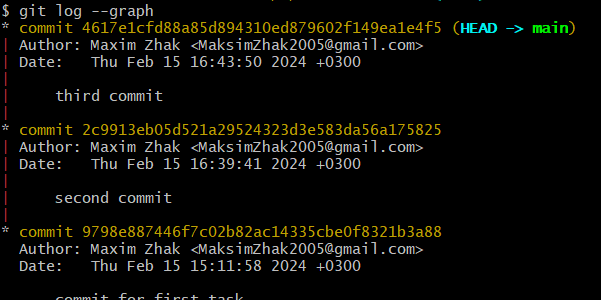 $ git log --graph
* commit 4617e1cfd88a85d894310ed879602f149ea1e4f5 (HEAD -> main)
| Author: Maxim Zhak <MaksimZhak2005@gmail.com>
| Date:   Thu Feb 15 16:43:50 2024 +0300
|
|     third commit
|
* commit 2c9913eb05d521a29524323d3e583da56a175825
| Author: Maxim Zhak <MaksimZhak2005@gmail.com>
| Date:   Thu Feb 15 16:39:41 2024 +0300
|
|     second commit
|
* commit 9798e887446f7c02b82ac14335cbe0f8321b3a88
  Author: Maxim Zhak <MaksimZhak2005@gmail.com>
  Date:   Thu Feb 15 15:11:58 2024 +0300
      commit for first task